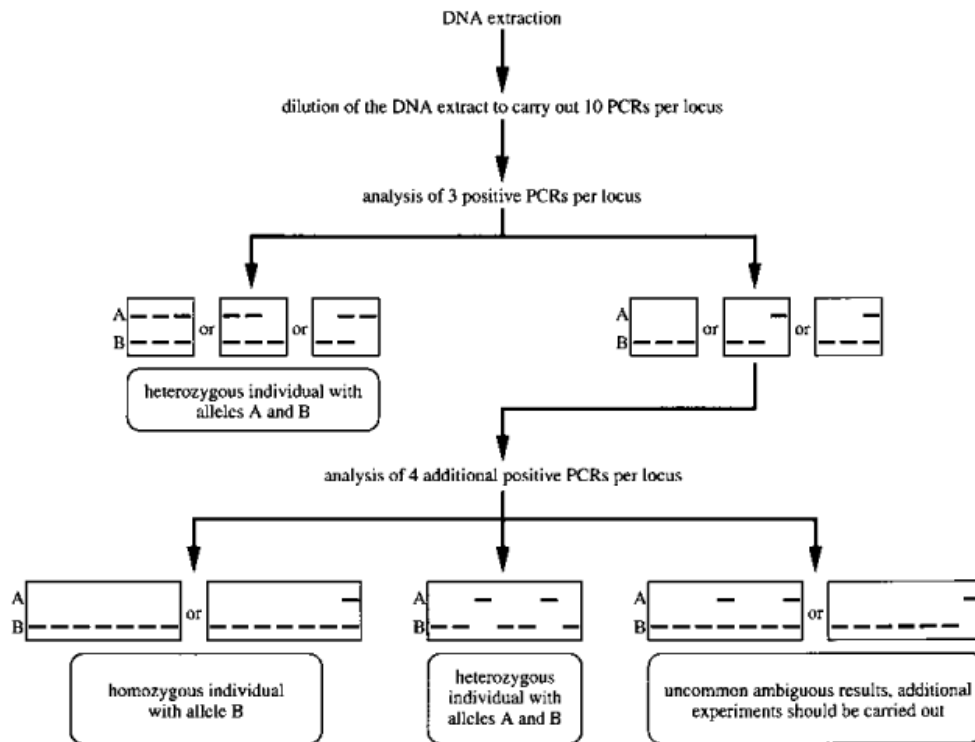 DNA extraction
dilution of the DNA extract to carry out 10 PCRs per locus
analysis of 3 positive PCRs per locus
A
B
or
or
A
B
or
or
heterozygous individual with
alleles A and B
analysis of 4 additional positive PCRs per locus
A
B
or
A
B
A
B
or
homozygous individual
with allele B
heterozygous
individual with
alleles A and B
uncommon ambiguous results, additional
experiments should be carried out